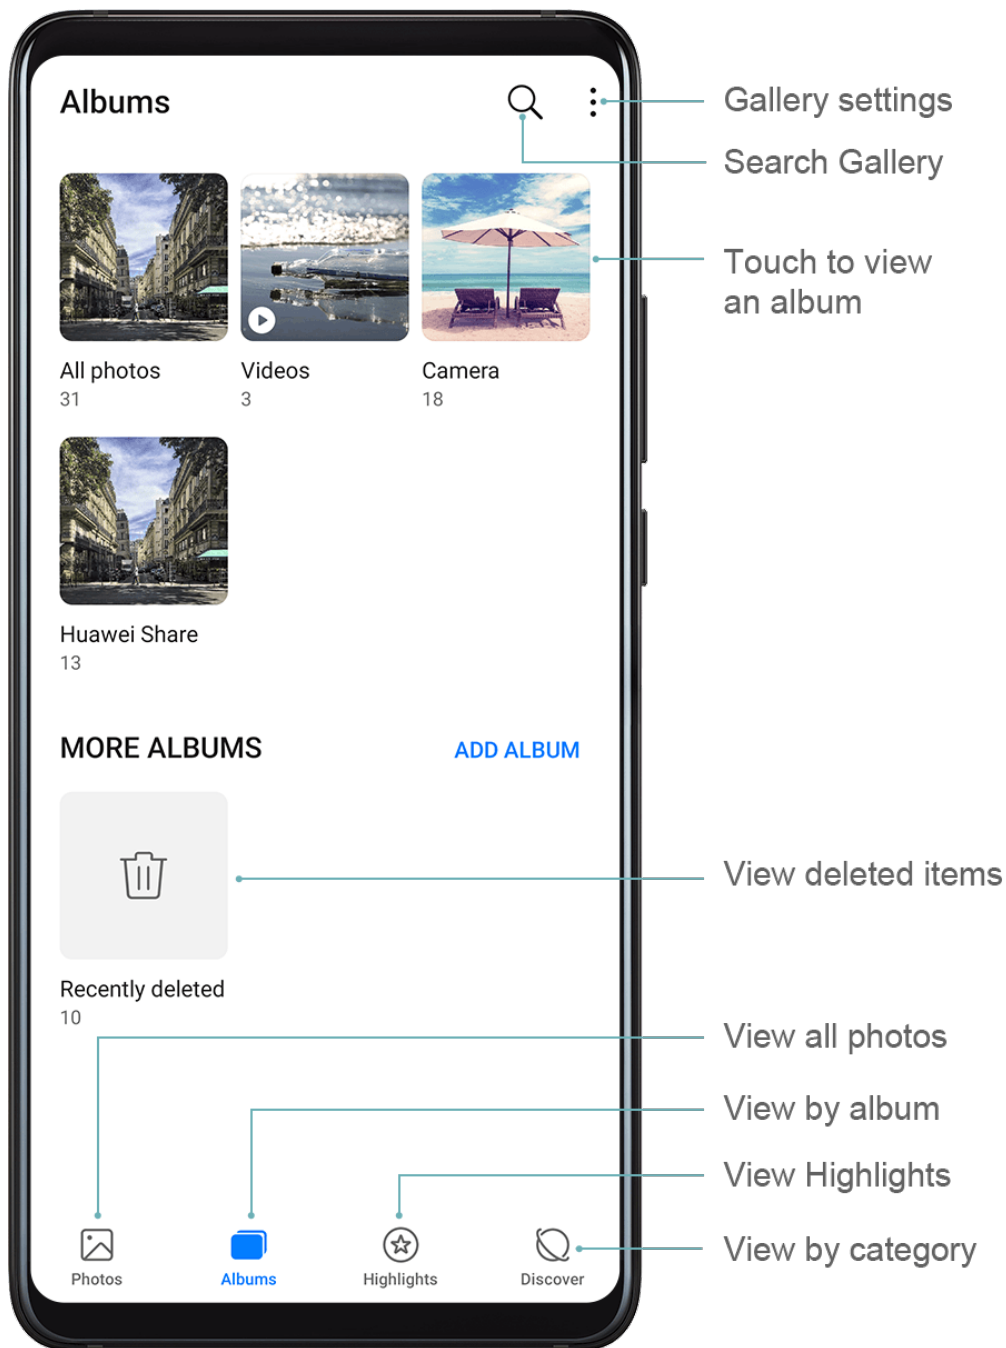 Albums
Gallery settings
Search Gallery
Touch to view
an album
All photos
31
Videos
3
Camera
18
Huawei Share
13
MORE ALBUMS
ADD ALBUM
View deleted items
Recently deleted
10
View all photos
View by album
View Highlights
View by category
Photos
Albums
Highlights
Discover